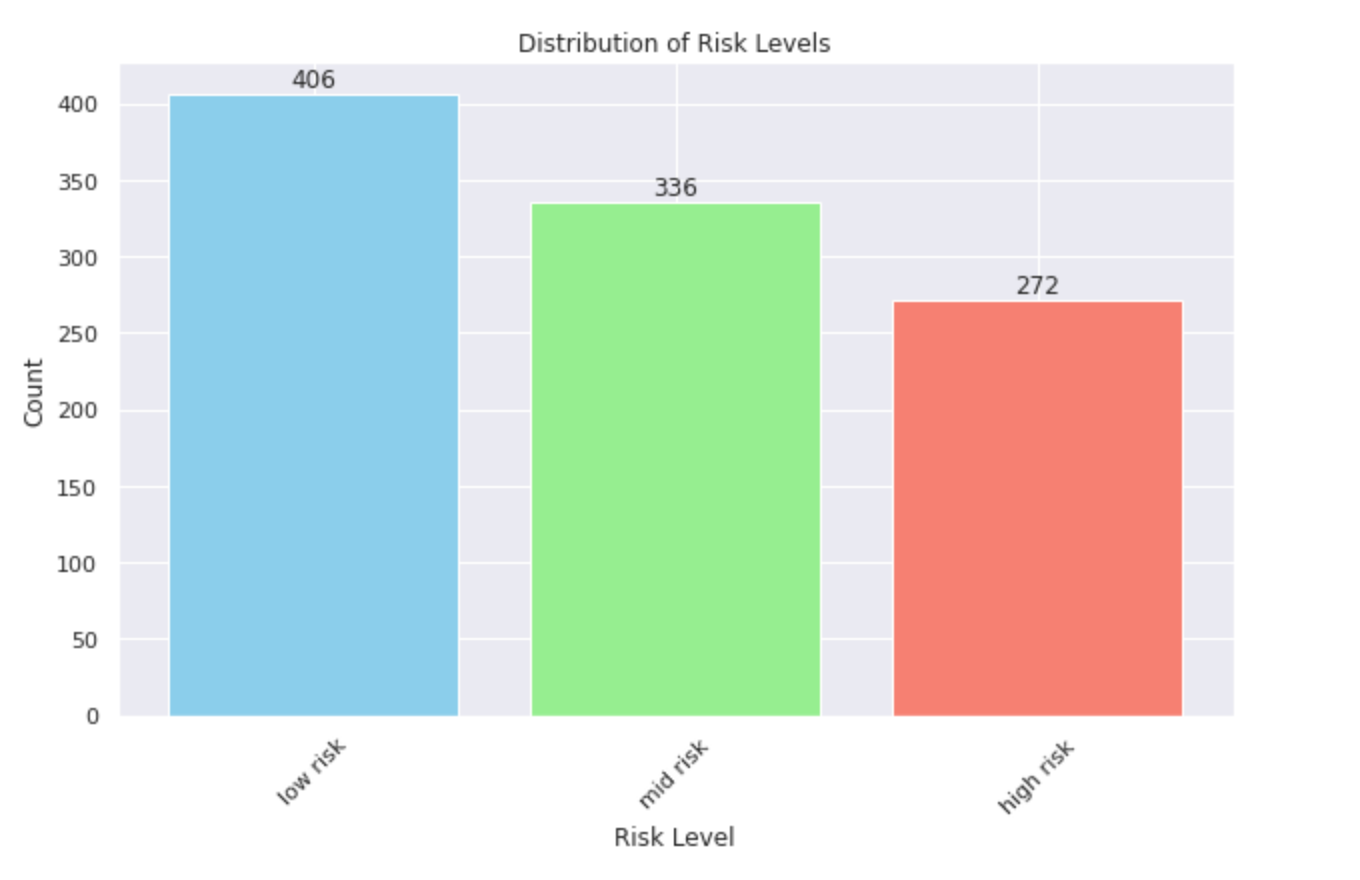 Distribution of Risk Levels
406
336
272
400
350
300
250
200
150
100
50
0
Count
low risk
mid risk
high risk
Risk Level